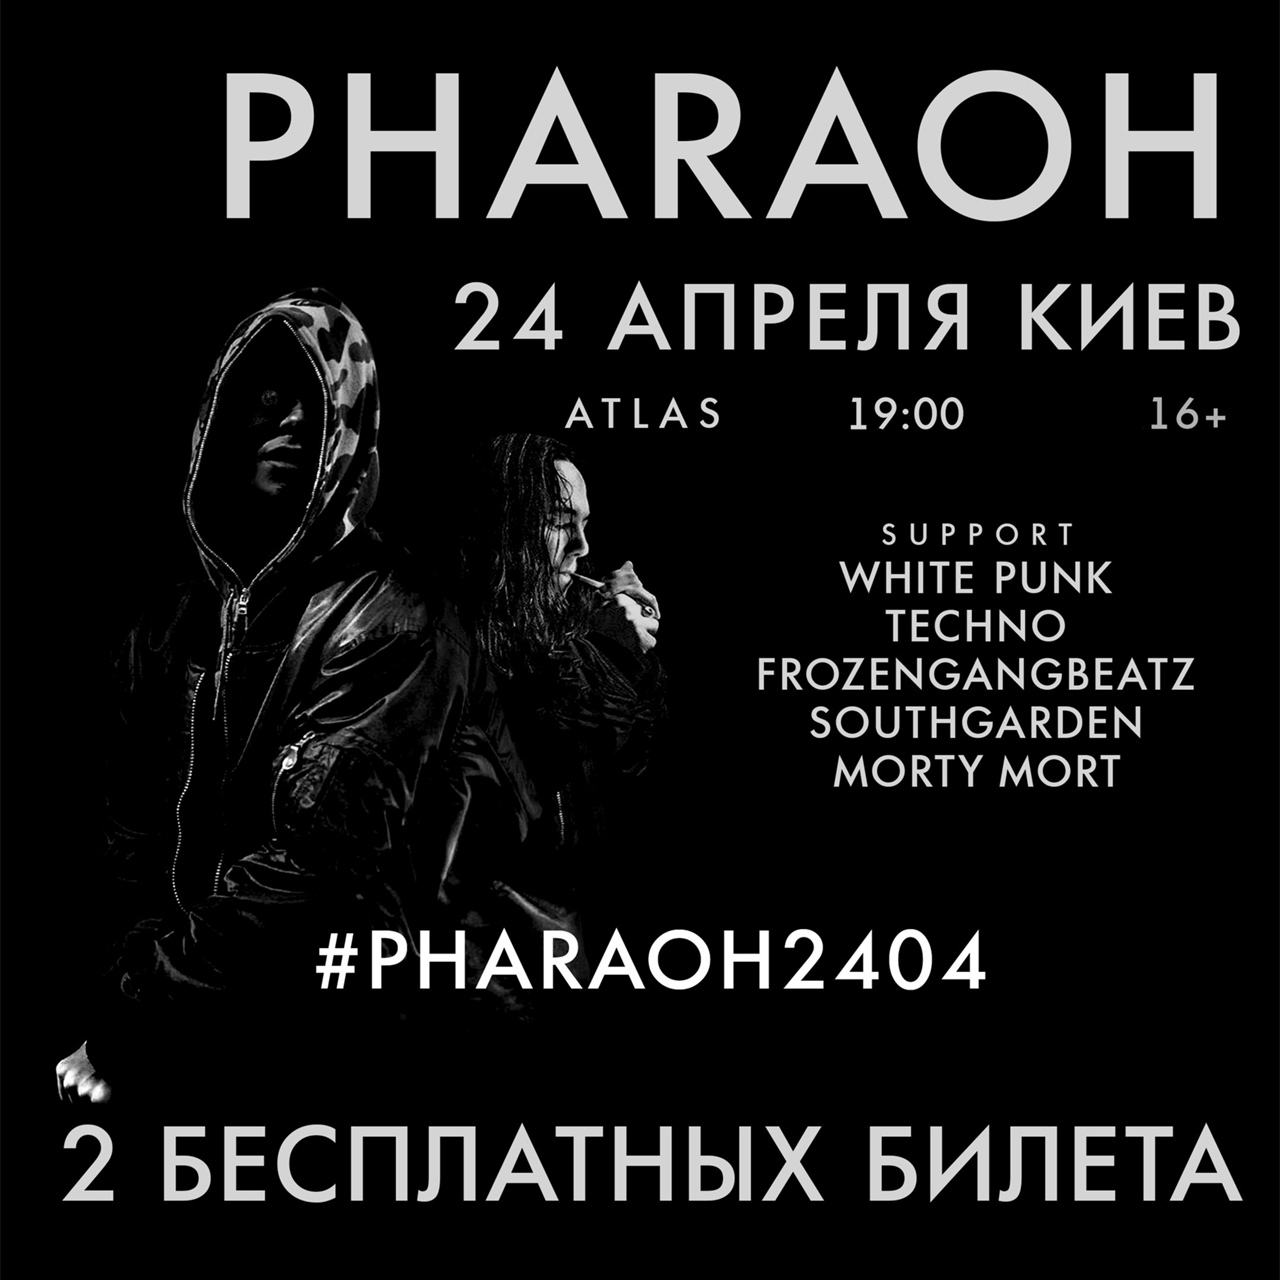 PHARAOH
24 АПРЕЛЯ КИЕВ
ATLAS 19:00 16+
SUPPORT
WHITE PUNK
TECHNO
FROZENGANGBEATZ
SOUTHGARDEN
MORTY MORT
#PHARAOH2404
2 БЕСПЛАТНЫХ БИЛЕТА